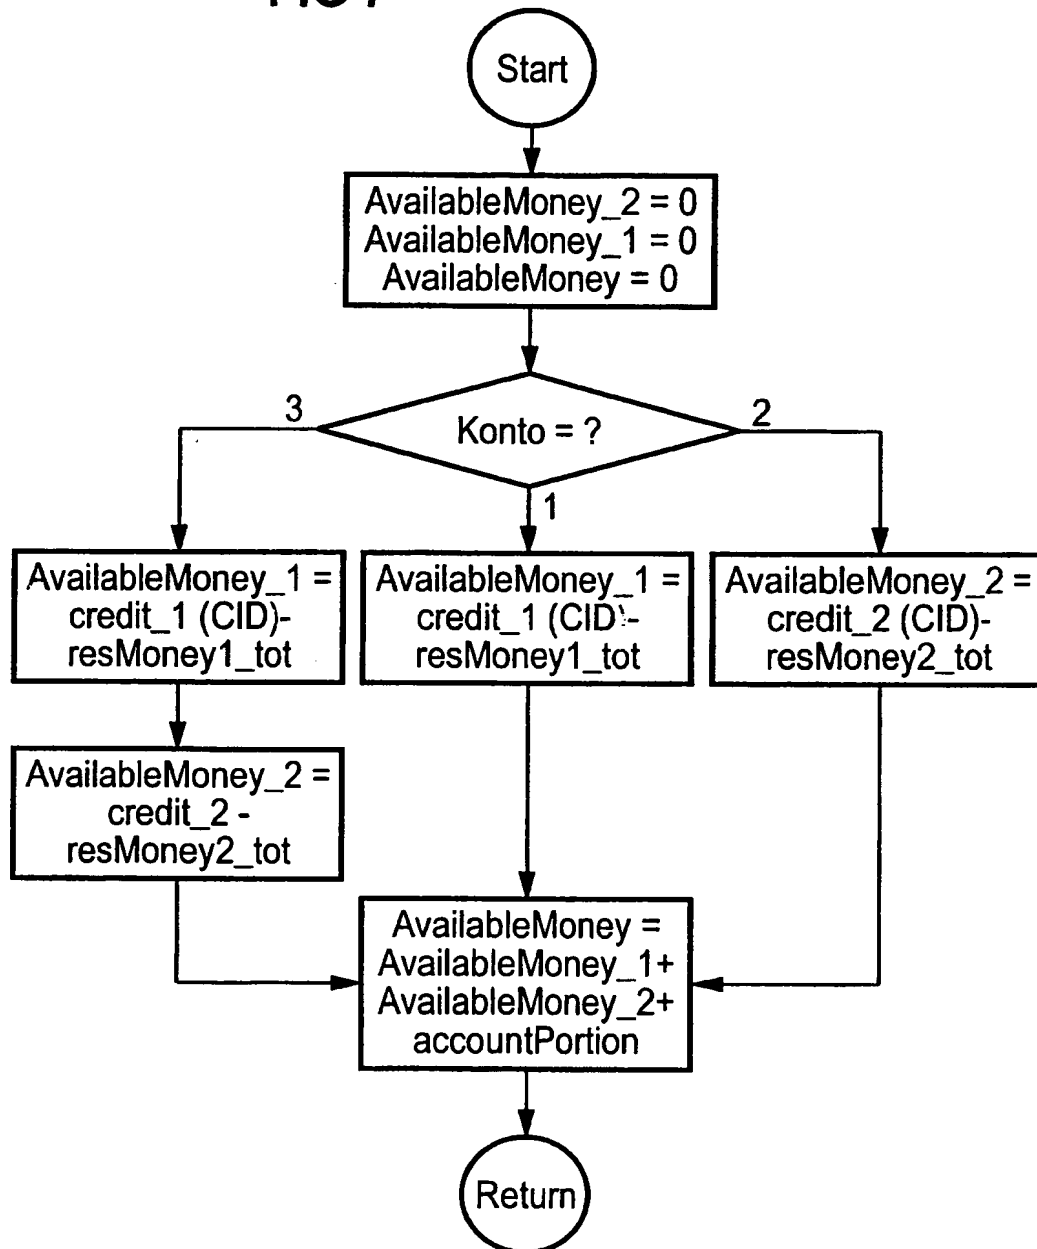 Start
AvailableMoney_2 = 0
AvailableMoney_1 = 0
AvailableMoney = 0
3
Konto = ?
2
1
AvailableMoney_1 =
credit_1 (CID)-
resMoney1_tot
AvailableMoney_1 =
credit_1 (CID)-
resMoney1_tot
AvailableMoney_2 =
credit_2 (CID)-
resMoney2_tot
AvailableMoney_2 =
credit_2 -
resMoney2_tot
AvailableMoney =
AvailableMoney_1+
AvailableMoney_2+
accountPortion
Return